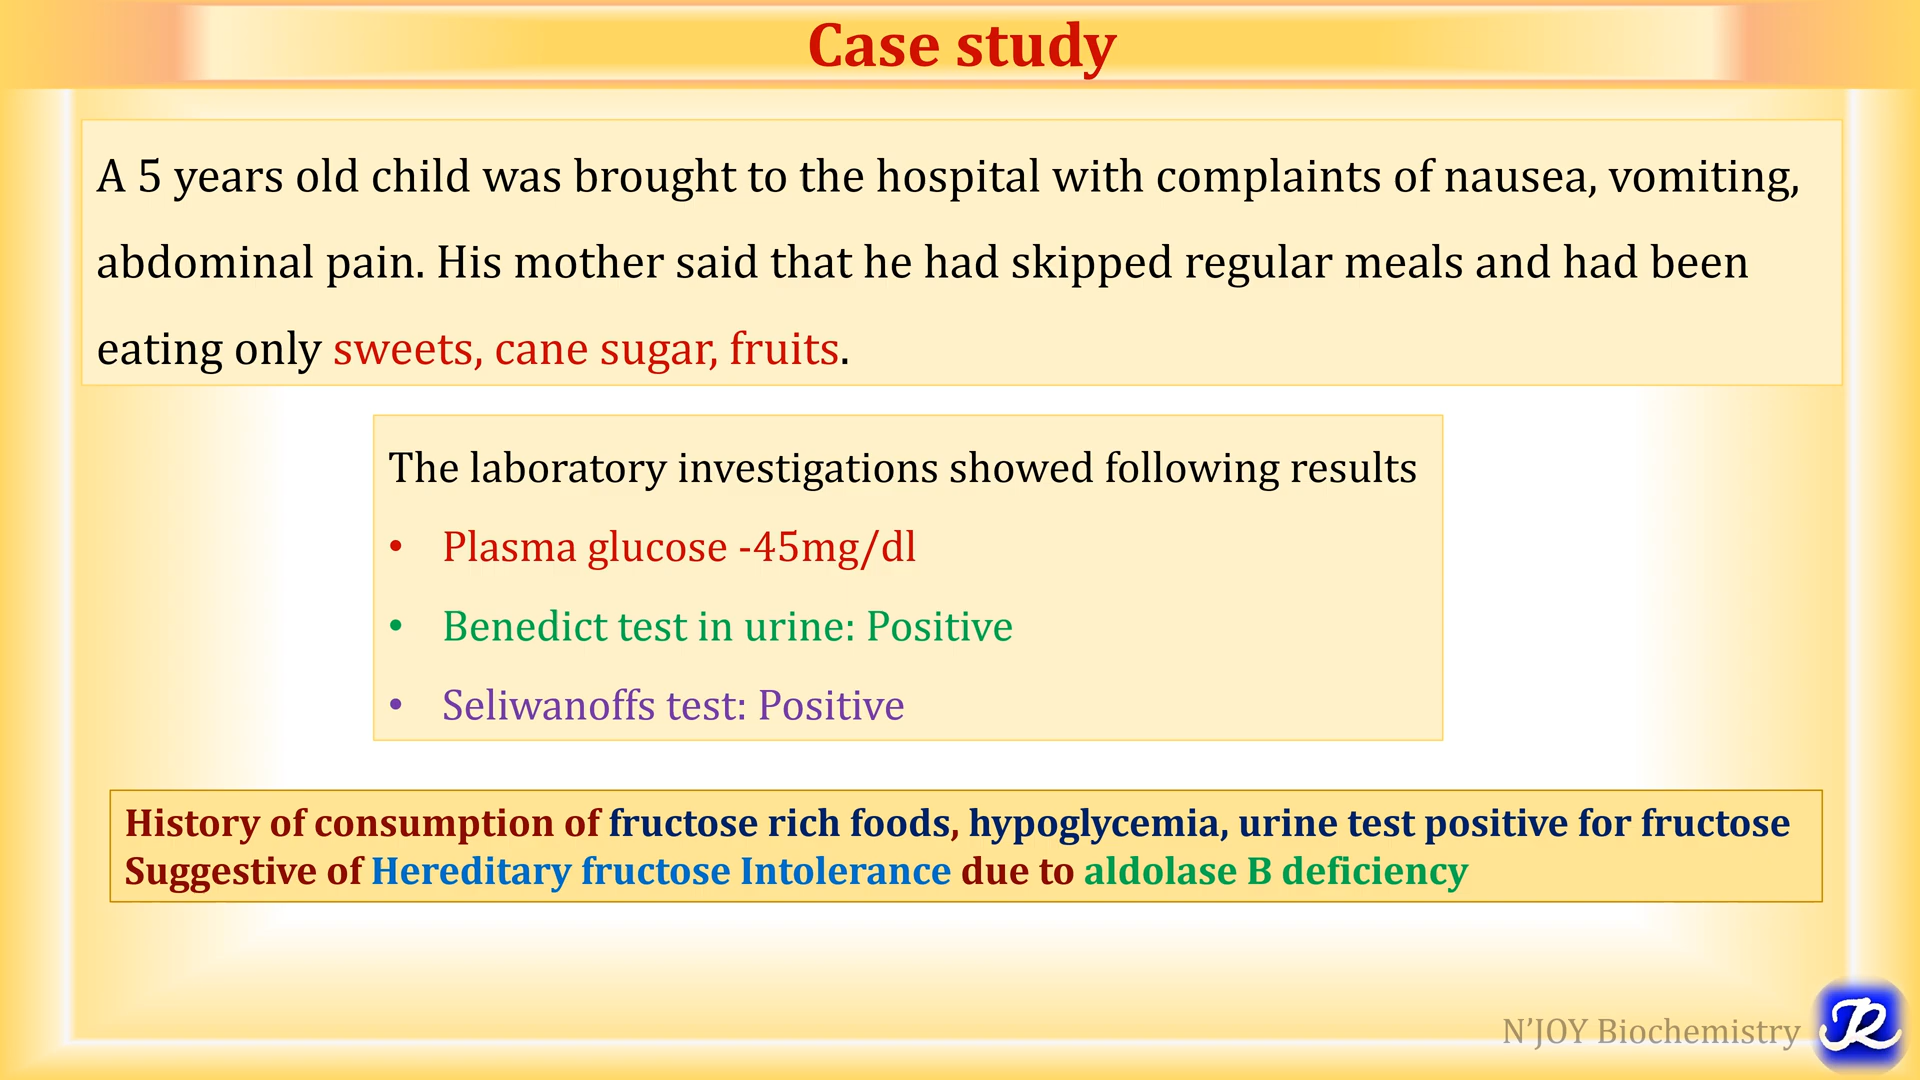 Case study
A 5 years old child was brought to the hospital with complaints of nausea, vomiting,
abdominal pain. His mother said that he had skipped regular meals and had been
eating only sweets, cane sugar, fruits.
The laboratory investigations showed following results
• Plasma glucose -45mg/dl
• Benedict test in urine: Positive
• Seliwanoffs test: Positive
History of consumption of fructose rich foods, hypoglycemia, urine test positive for fructose
Suggestive of Hereditary fructose Intolerance due to aldolase B deficiency
N’JOY Biochemistry
JR